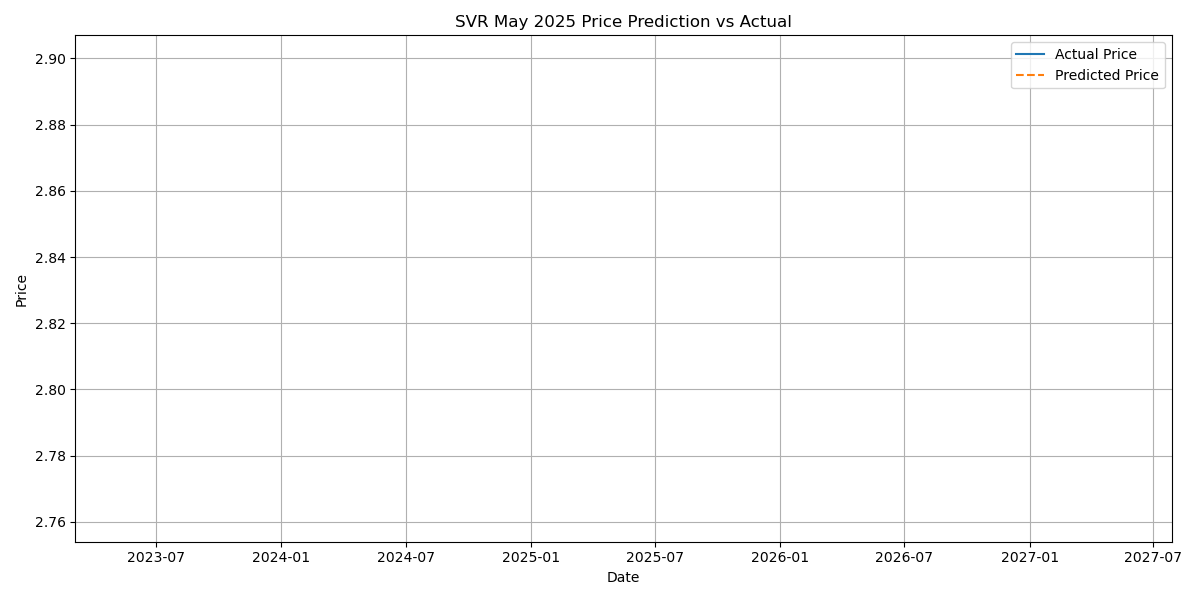 SVR May 2025 Price Prediction vs Actual
Actual Price
Predicted Price
Price
2.90
2.88
2.86
2.84
2.82
2.80
2.78
2.76
2023-07 2024-01 2024-07 2025-01 2025-07 2026-01 2026-07 2027-01 2027-07
Date